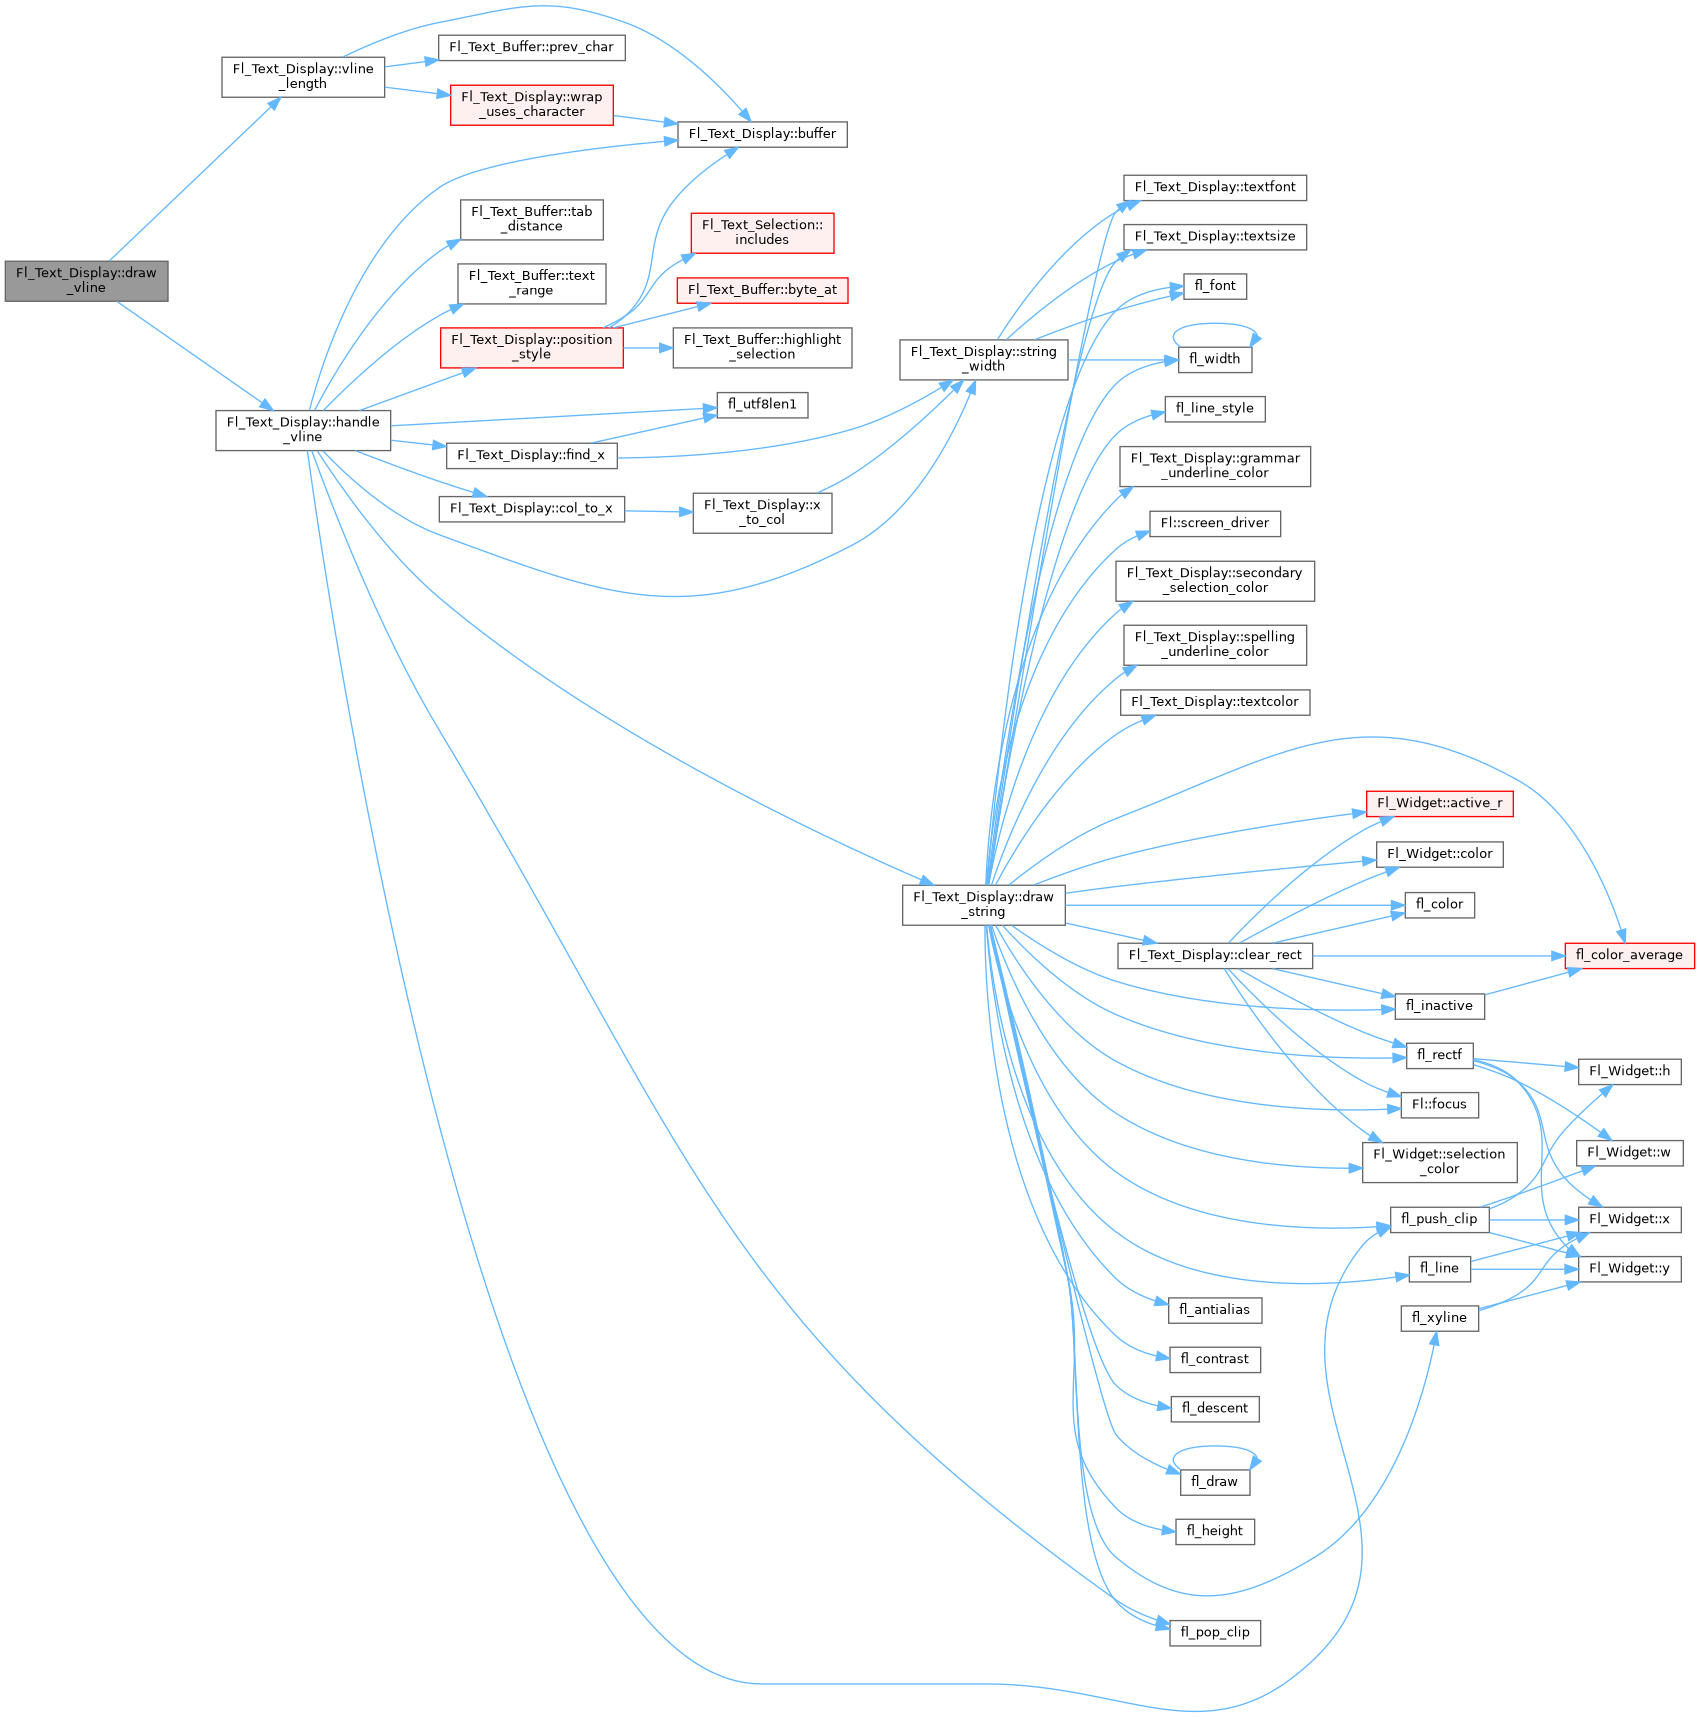 Fl_Text_Display::draw
_vline
Fl_Text_Display::vline
_length
Fl_Text_Display::handle
_vline
Fl_Text_Buffer::prev_char
Fl_Text_Display::wrap
_uses_character
Fl_Text_Display::buffer
Fl_Text_Buffer::tab
_distance
Fl_Text_Buffer::text
_range
Fl_Text_Display::position
_style
Fl_Text_Selection::
includes
Fl_Text_Buffer::byte_at
Fl_Text_Buffer::highlight
_selection
fl_utf8len1
Fl_Text_Display::find_x
Fl_Text_Display::col_to_x
Fl_Text_Display::x
_to_col
Fl_Text_Display::string
_width
Fl_Text_Display::draw
_string
Fl_Text_Display::textfont
Fl_Text_Display::textsize
fl_font
fl_width
fl_line_style
Fl_Text_Display::grammar
_underline_color
Fl::screen_driver
Fl_Text_Display::secondary
_selection_color
Fl_Text_Display::spelling
_underline_color
Fl_Text_Display::textcolor
Fl_Widget::active_r
Fl_Widget::color
fl_color
Fl_Text_Display::clear_rect
fl_color_average
fl_inactive
fl_rectf
Fl::focus
Fl_Widget::selection
_color
fl_push_clip
fl_line
fl_xyline
Fl_Widget::h
Fl_Widget::w
Fl_Widget::x
Fl_Widget::y
fl_antialias
fl_contrast
fl_descent
fl_draw
fl_height
fl_pop_clip